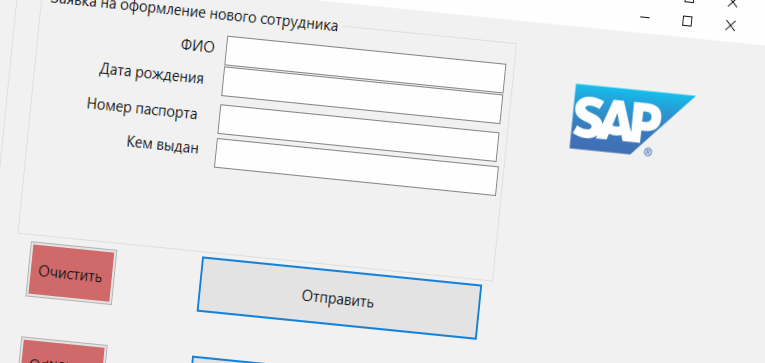 Заявка на оформление нового сотрудника
ФИО
Дата рождения
Номер паспорта
Кем выдан
SAP
®
Очистить
Отправить